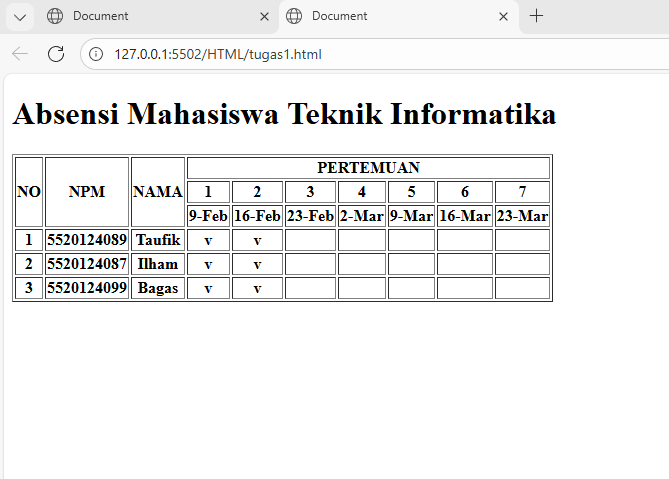 Document
Document
127.0.0.1:5502/HTML/tugas1.html
Absensi Mahasiswa Teknik Informatika
NO NPM NAMA PERTEMUAN
1 2 3 4 5 6 7
9-Feb 16-Feb 23-Feb 2-Mar 9-Mar 16-Mar 23-Mar
1 5520124089 Taufik v v
2 5520124087 Ilham v v
3 5520124099 Bagas v v